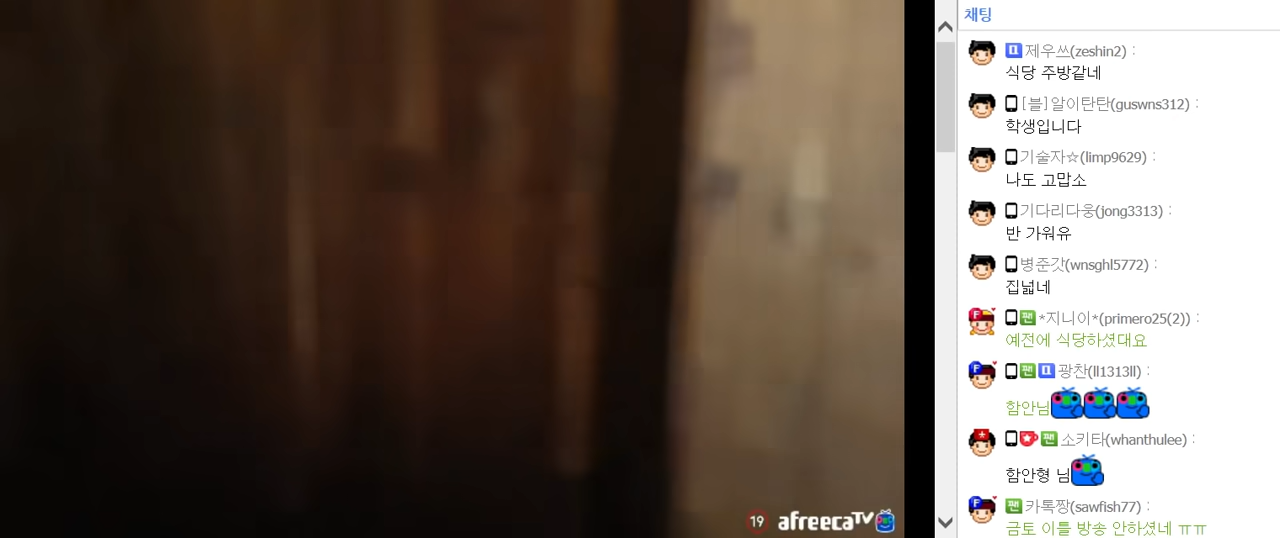 채팅
제우쓰(zeshin2) :
식당 주방같네
[블]알이탄탄(guswns312) :
학생입니다
기술자☆(limp9629) :
나도 고맙소
기다리다웅(jong3313) :
반 가워유
병준갓(wnsghl5772) :
집넓네
팬 *지니이*(primero25(2)) :
예전에 식당하셨대요
팬 광찬(ll1313ll) :
함안님
팬 소키타(whanthulee) :
함안형 님
팬 카톡짱(sawfish77) :
금토 이틀 방송 안하셨네 ㅠㅠ
19 afreecaTV